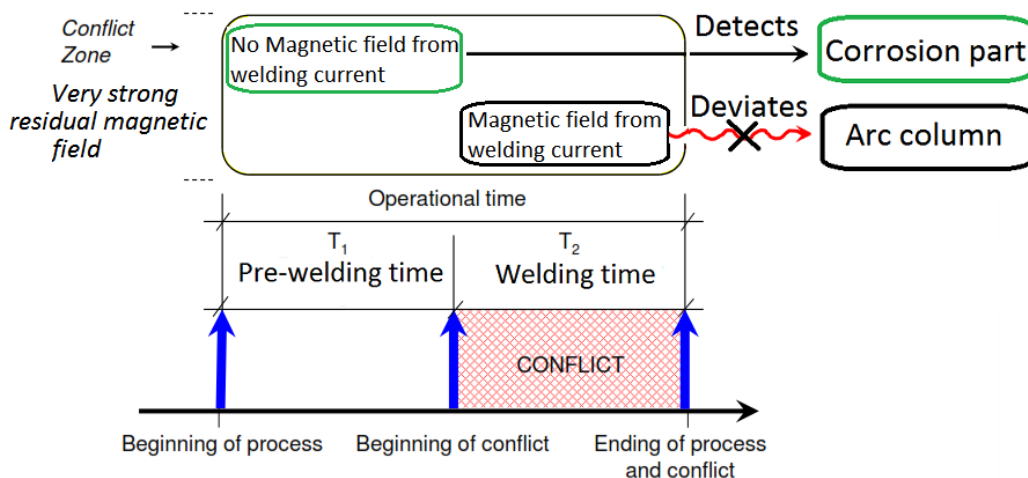 Conflict
Zone
Very strong
residual magnetic
field
No Magnetic field from
welding current
Detects
Corrosion part
Magnetic field from
welding current
Deviates
Arc column
Operational time
T₁
Pre-welding time
T₂
Welding time
CONFLICT
Beginning of process
Beginning of conflict
Ending of process
and conflict